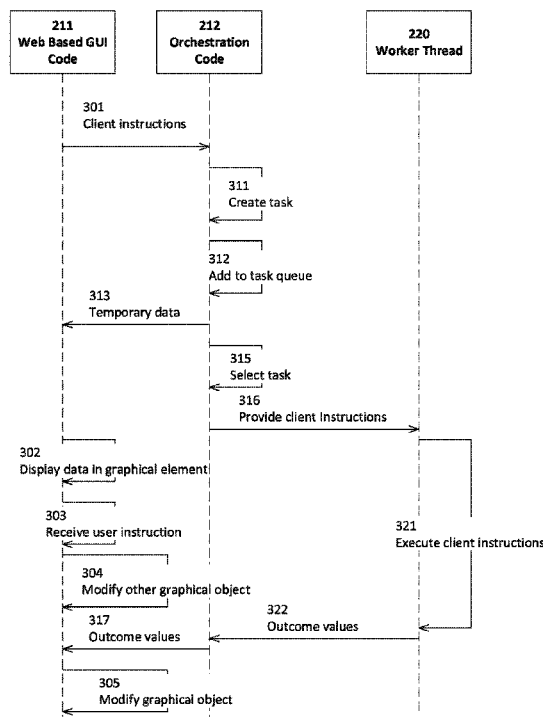 211
Web Based GUI
Code
212
Orchestration
Code
220
Worker Thread
301
Client instructions
311
Create task
312
Add to task queue
313
Temporary data
315
Select task
316
Provide client Instructions
302
Display data in graphical element
303
Receive user instruction
321
Execute client instructions
304
Modify other graphical object
322
Outcome values
317
Outcome values
305
Modify graphical object